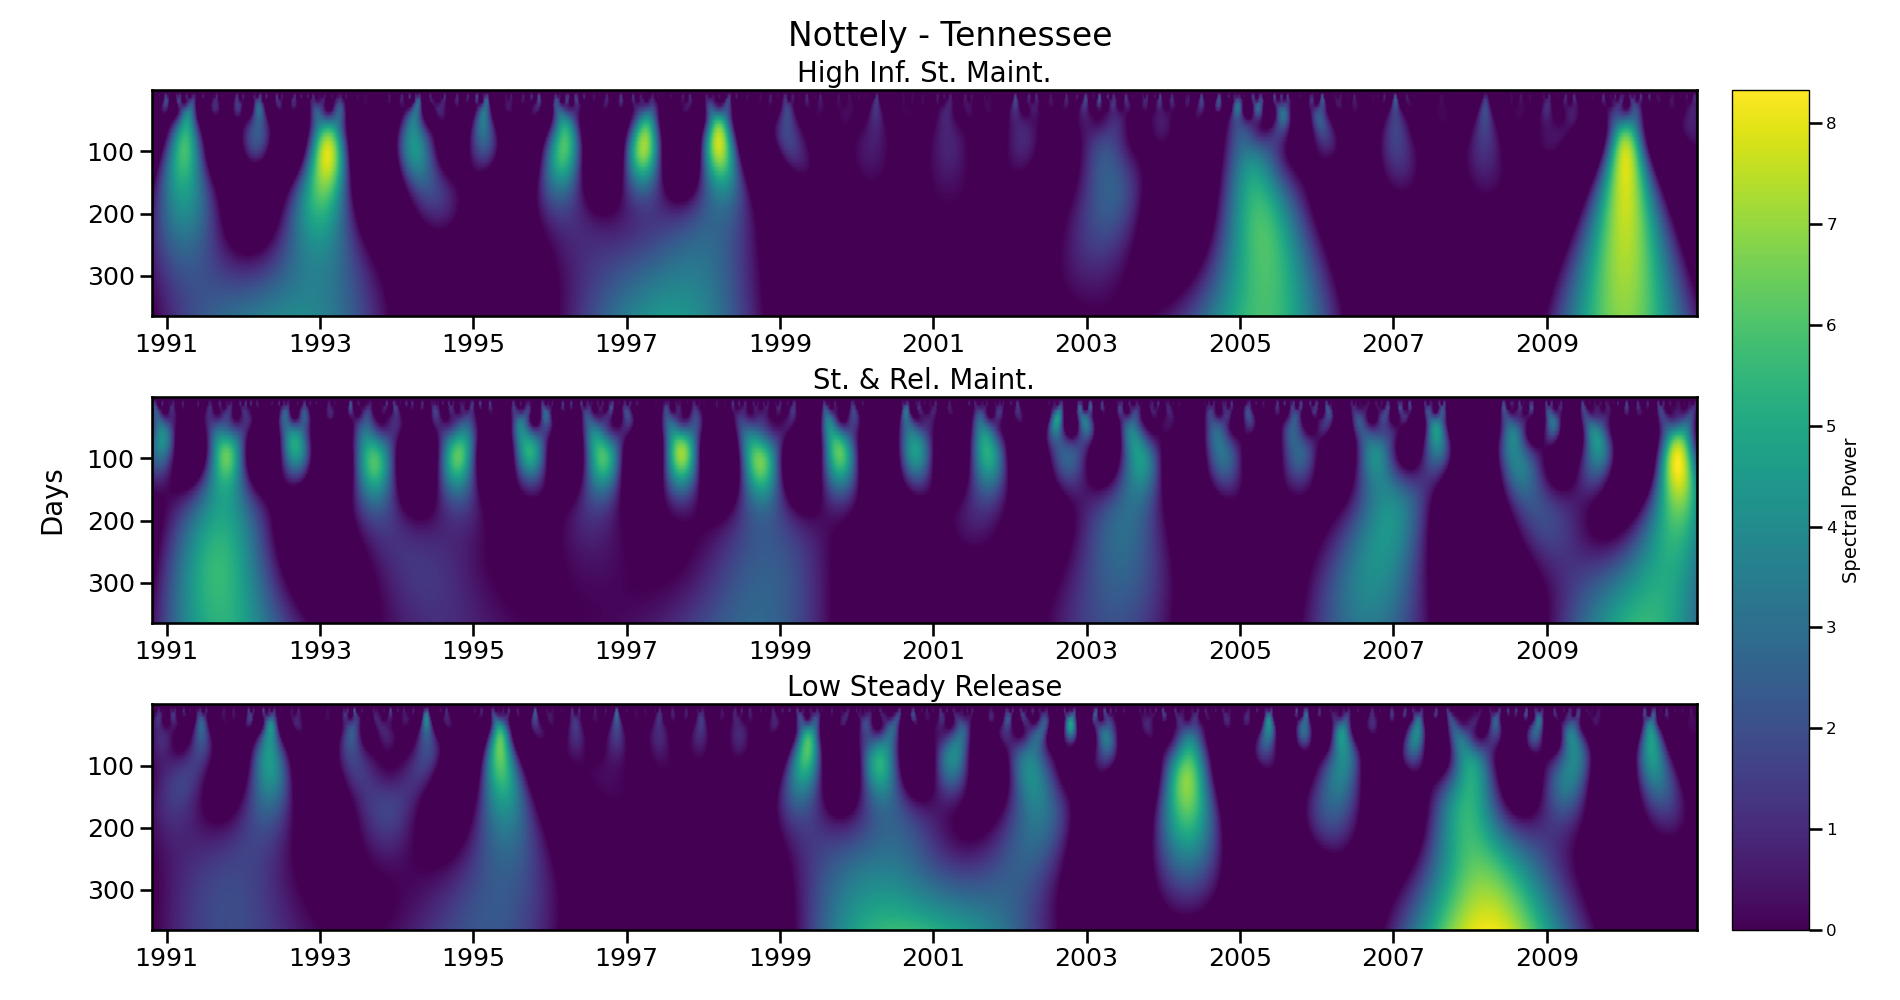 Nottely - Tennessee
High Inf. St. Maint.
100
200
300
1991 1993 1995 1997 1999 2001 2003 2005 2007 2009
St. & Rel. Maint.
Days
100
200
300
1991 1993 1995 1997 1999 2001 2003 2005 2007 2009
Low Steady Release
100
200
300
1991 1993 1995 1997 1999 2001 2003 2005 2007 2009
8
7
6
5
4
3
2
1
0
Spectral Power